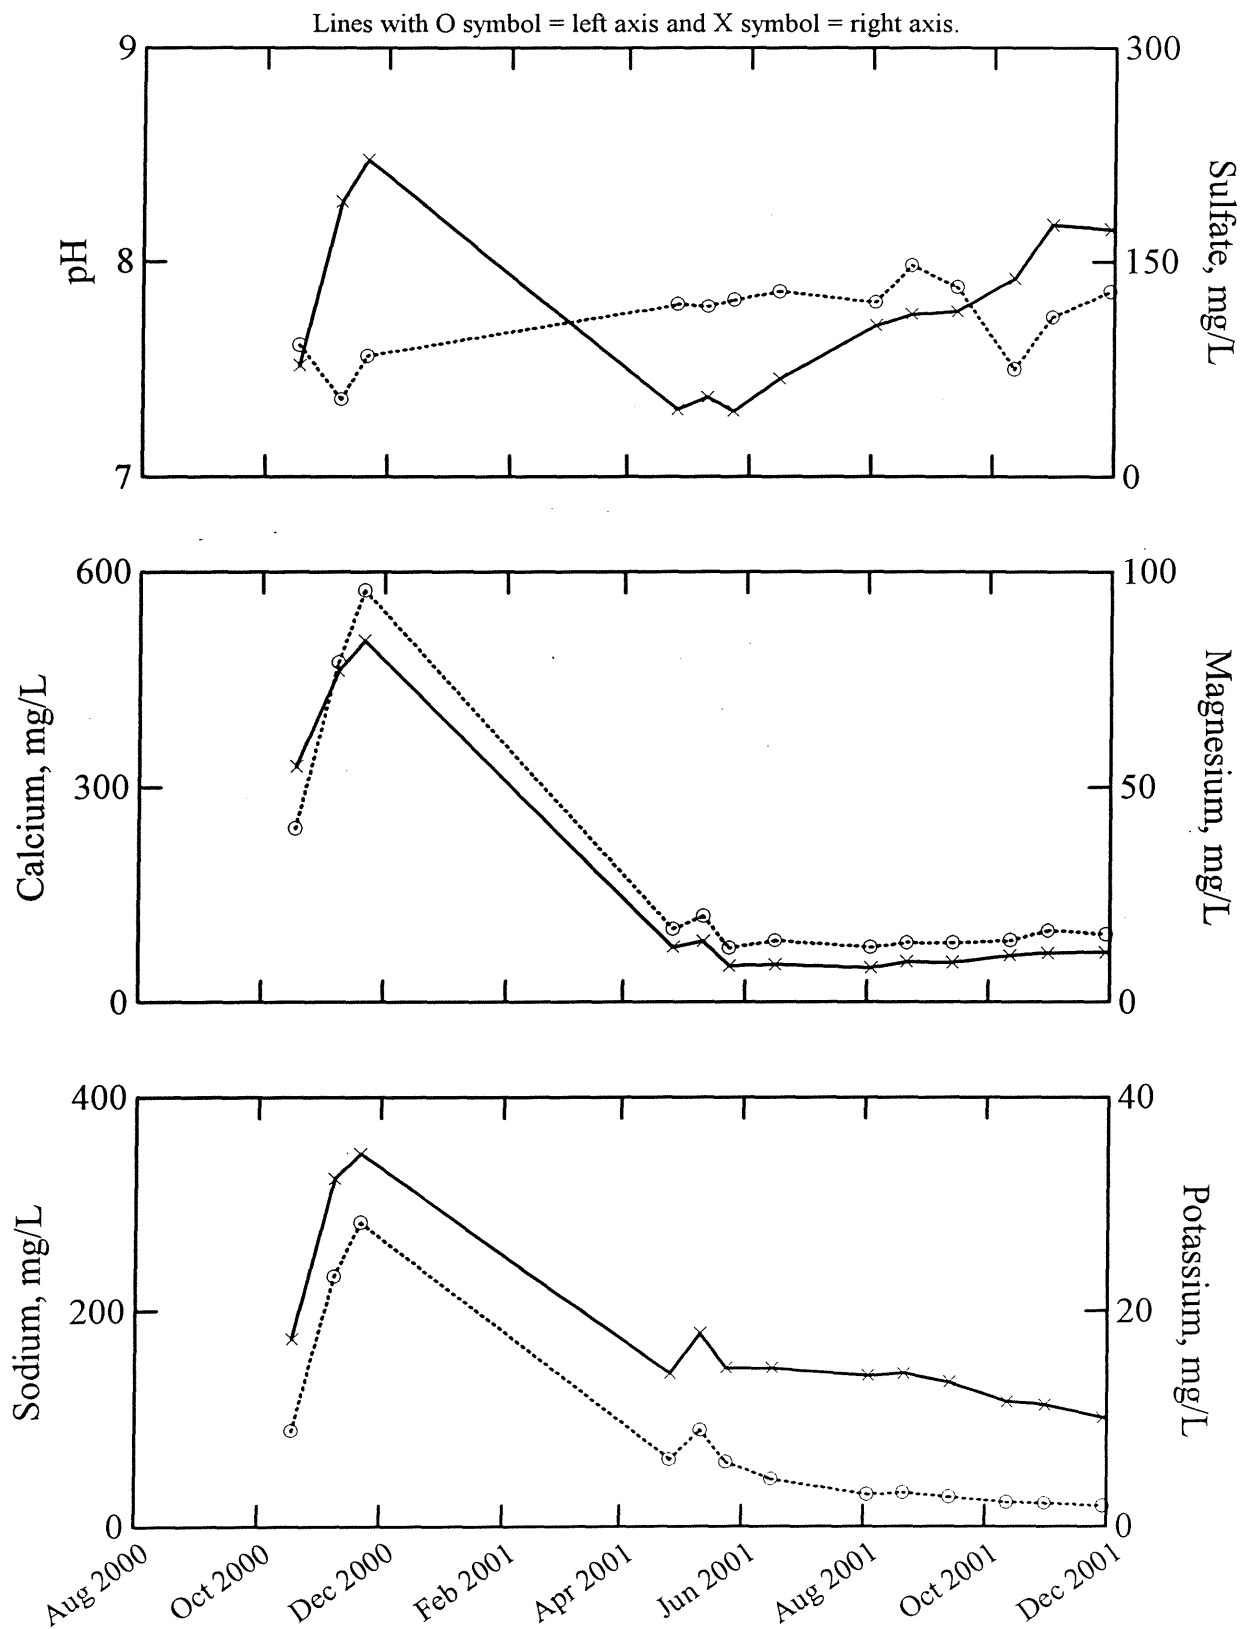 Lines with O symbol = left axis and X symbol = right axis.
9
300
pH
8
150
Sulfate, mg/L
7
0
600
100
Calcium, mg/L
300
50
Magnesium, mg/L
0
0
400
40
Sodium, mg/L
200
20
Potassium, mg/L
0
0
Aug 2000
Oct 2000
Dec 2000
Feb 2001
Apr 2001
Jun 2001
Aug 2001
Oct 2001
Dec 2001